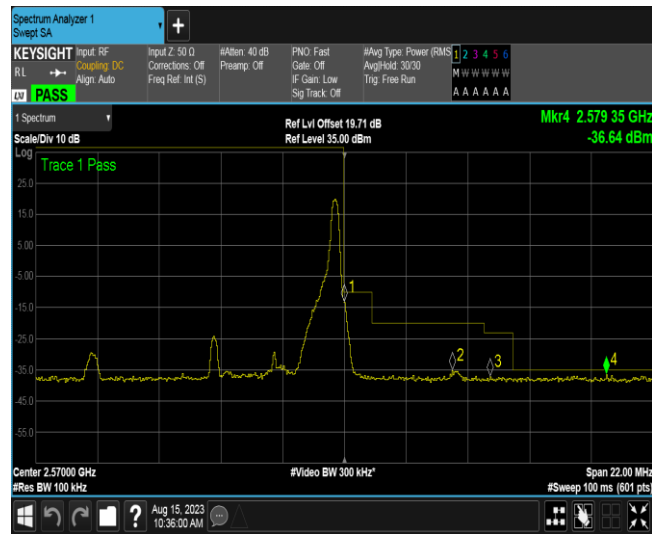 Spectrum Analyzer 1
Swept SA
+
KEYSIGHT
RL
LXI PASS
Input: RF
Coupling: DC
Align: Auto
Input Z: 50 Ω
Corrections: Off
Freq Ref: Int (S)
#Atten: 40 dB
Preamp: Off
PNO: Fast
Gate: Off
IF Gain: Low
Sig Track: Off
#Avg Type: Power (RMS
Avg|Hold: 30/30
Trig: Free Run
1 2 3 4 5 6
M W W W W W
A A A A A A
1 Spectrum
Scale/Div 10 dB
Ref Lvl Offset 19.71 dB
Ref Level 35.00 dBm
Mkr4 2.579 35 GHz
-36.64 dBm
Log
Trace 1 Pass
25.0
15.0
5.00
-5.00
-15.0
-25.0
-35.0
-45.0
-55.0
1
2
3
4
Center 2.57000 GHz
#Res BW 100 kHz
#Video BW 300 kHz*
Span 22.00 MHz
#Sweep 100 ms (601 pts)
?
Aug 15, 2023
10:36:00 AM